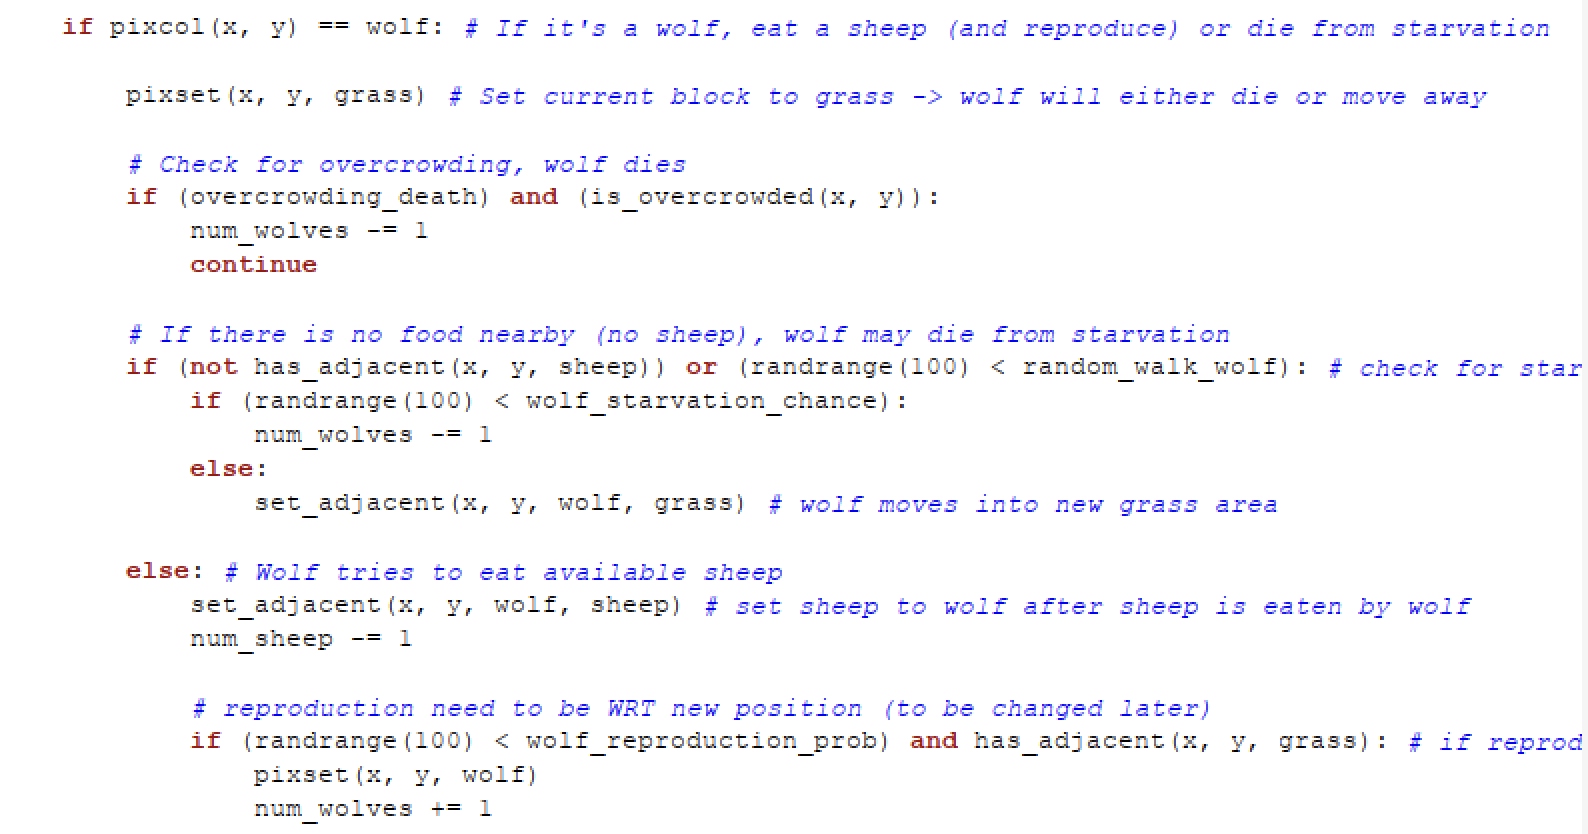 if pixcol(x, y) == wolf: # If it's a wolf, eat a sheep (and reproduce) or die from starvation
pixset(x, y, grass) # Set current block to grass -> wolf will either die or move away
# Check for overcrowding, wolf dies
if (overcrowding_death) and (is_overcrowded(x, y)):
num_wolves -= 1
continue
# If there is no food nearby (no sheep), wolf may die from starvation
if (not has_adjacent(x, y, sheep)) or (randrange(100) < random_walk_wolf): # check for star
if (randrange(100) < wolf_starvation_chance):
num_wolves -= 1
else:
set_adjacent(x, y, wolf, grass) # wolf moves into new grass area
else: # Wolf tries to eat available sheep
set_adjacent(x, y, wolf, sheep) # set sheep to wolf after sheep is eaten by wolf
num_sheep -= 1
# reproduction need to be WRT new position (to be changed later)
if (randrange(100) < wolf_reproduction_prob) and has_adjacent(x, y, grass): # if reprod
pixset(x, y, wolf)
num_wolves += 1